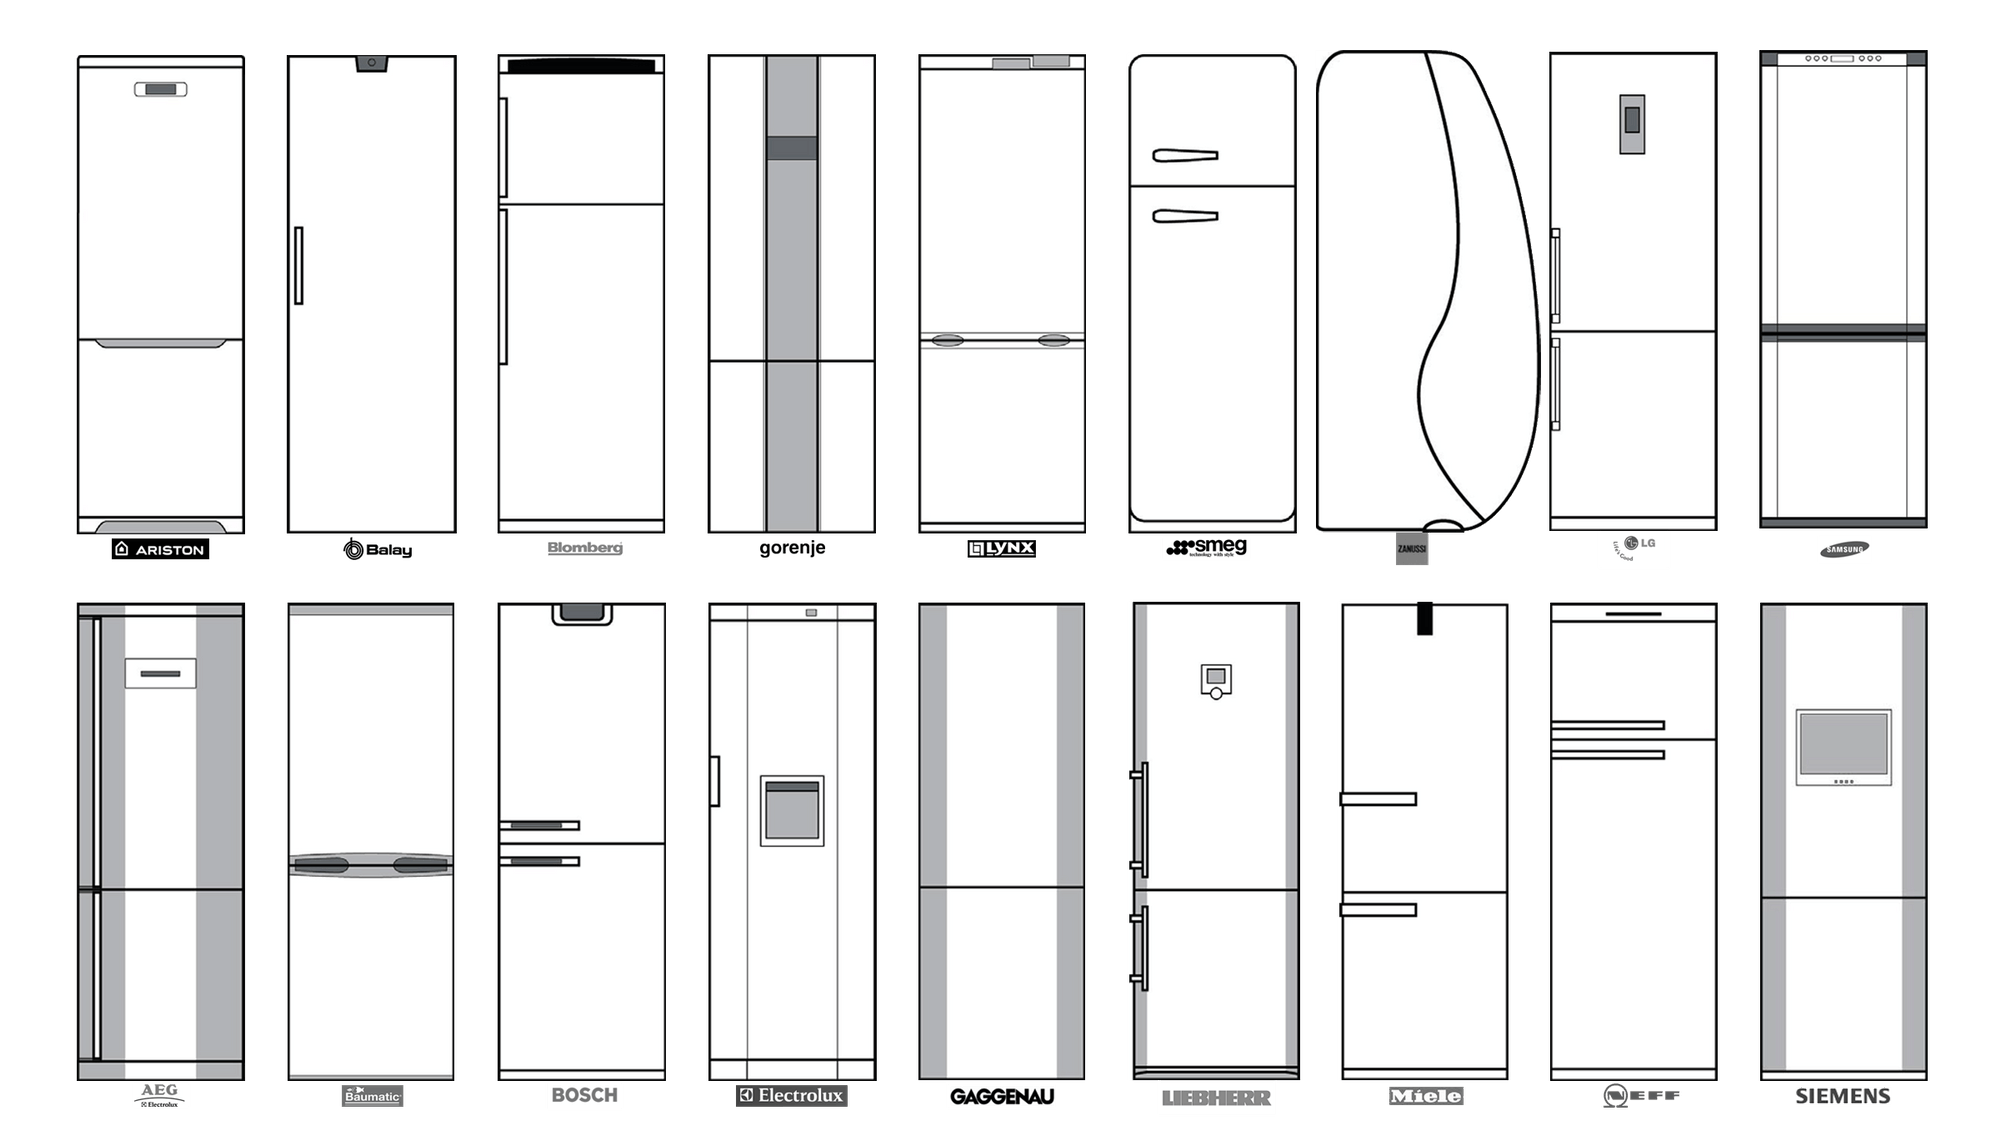 ARISTON
Balay
Blomberg
gorenje
LYNX
smeg
technology with style
ZANUSSI
LG
Life's Good
SAMSUNG
AEG
Electrolux
Baumatic
BOSCH
Electrolux
GAGGENAU
LIEBHERR
Miele
NEFF
SIEMENS